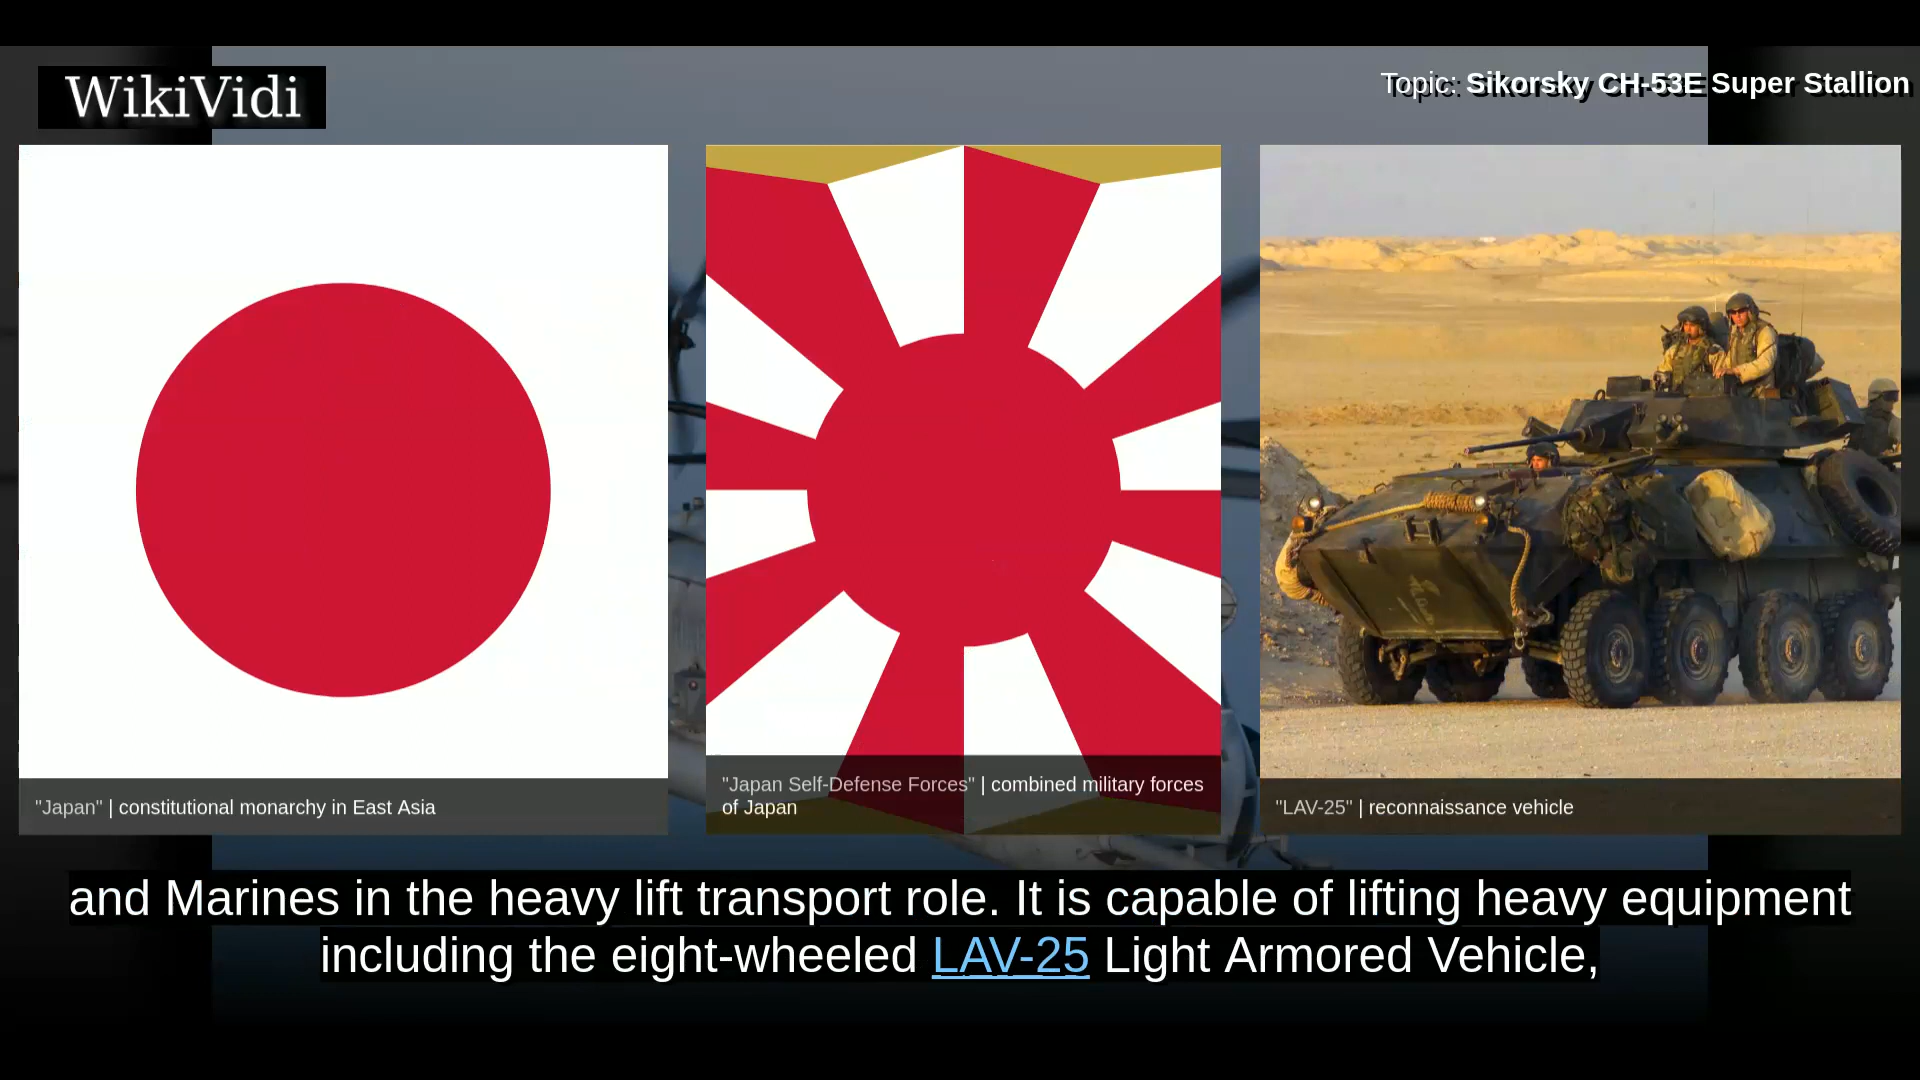 WikiVidi
Topic: Sikorsky CH-53E Super Stallion
"Japan" | constitutional monarchy in East Asia
"Japan Self-Defense Forces" | combined military forces
of Japan
"LAV-25" | reconnaissance vehicle
and Marines in the heavy lift transport role. It is capable of lifting heavy equipment
including the eight-wheeled LAV-25 Light Armored Vehicle,